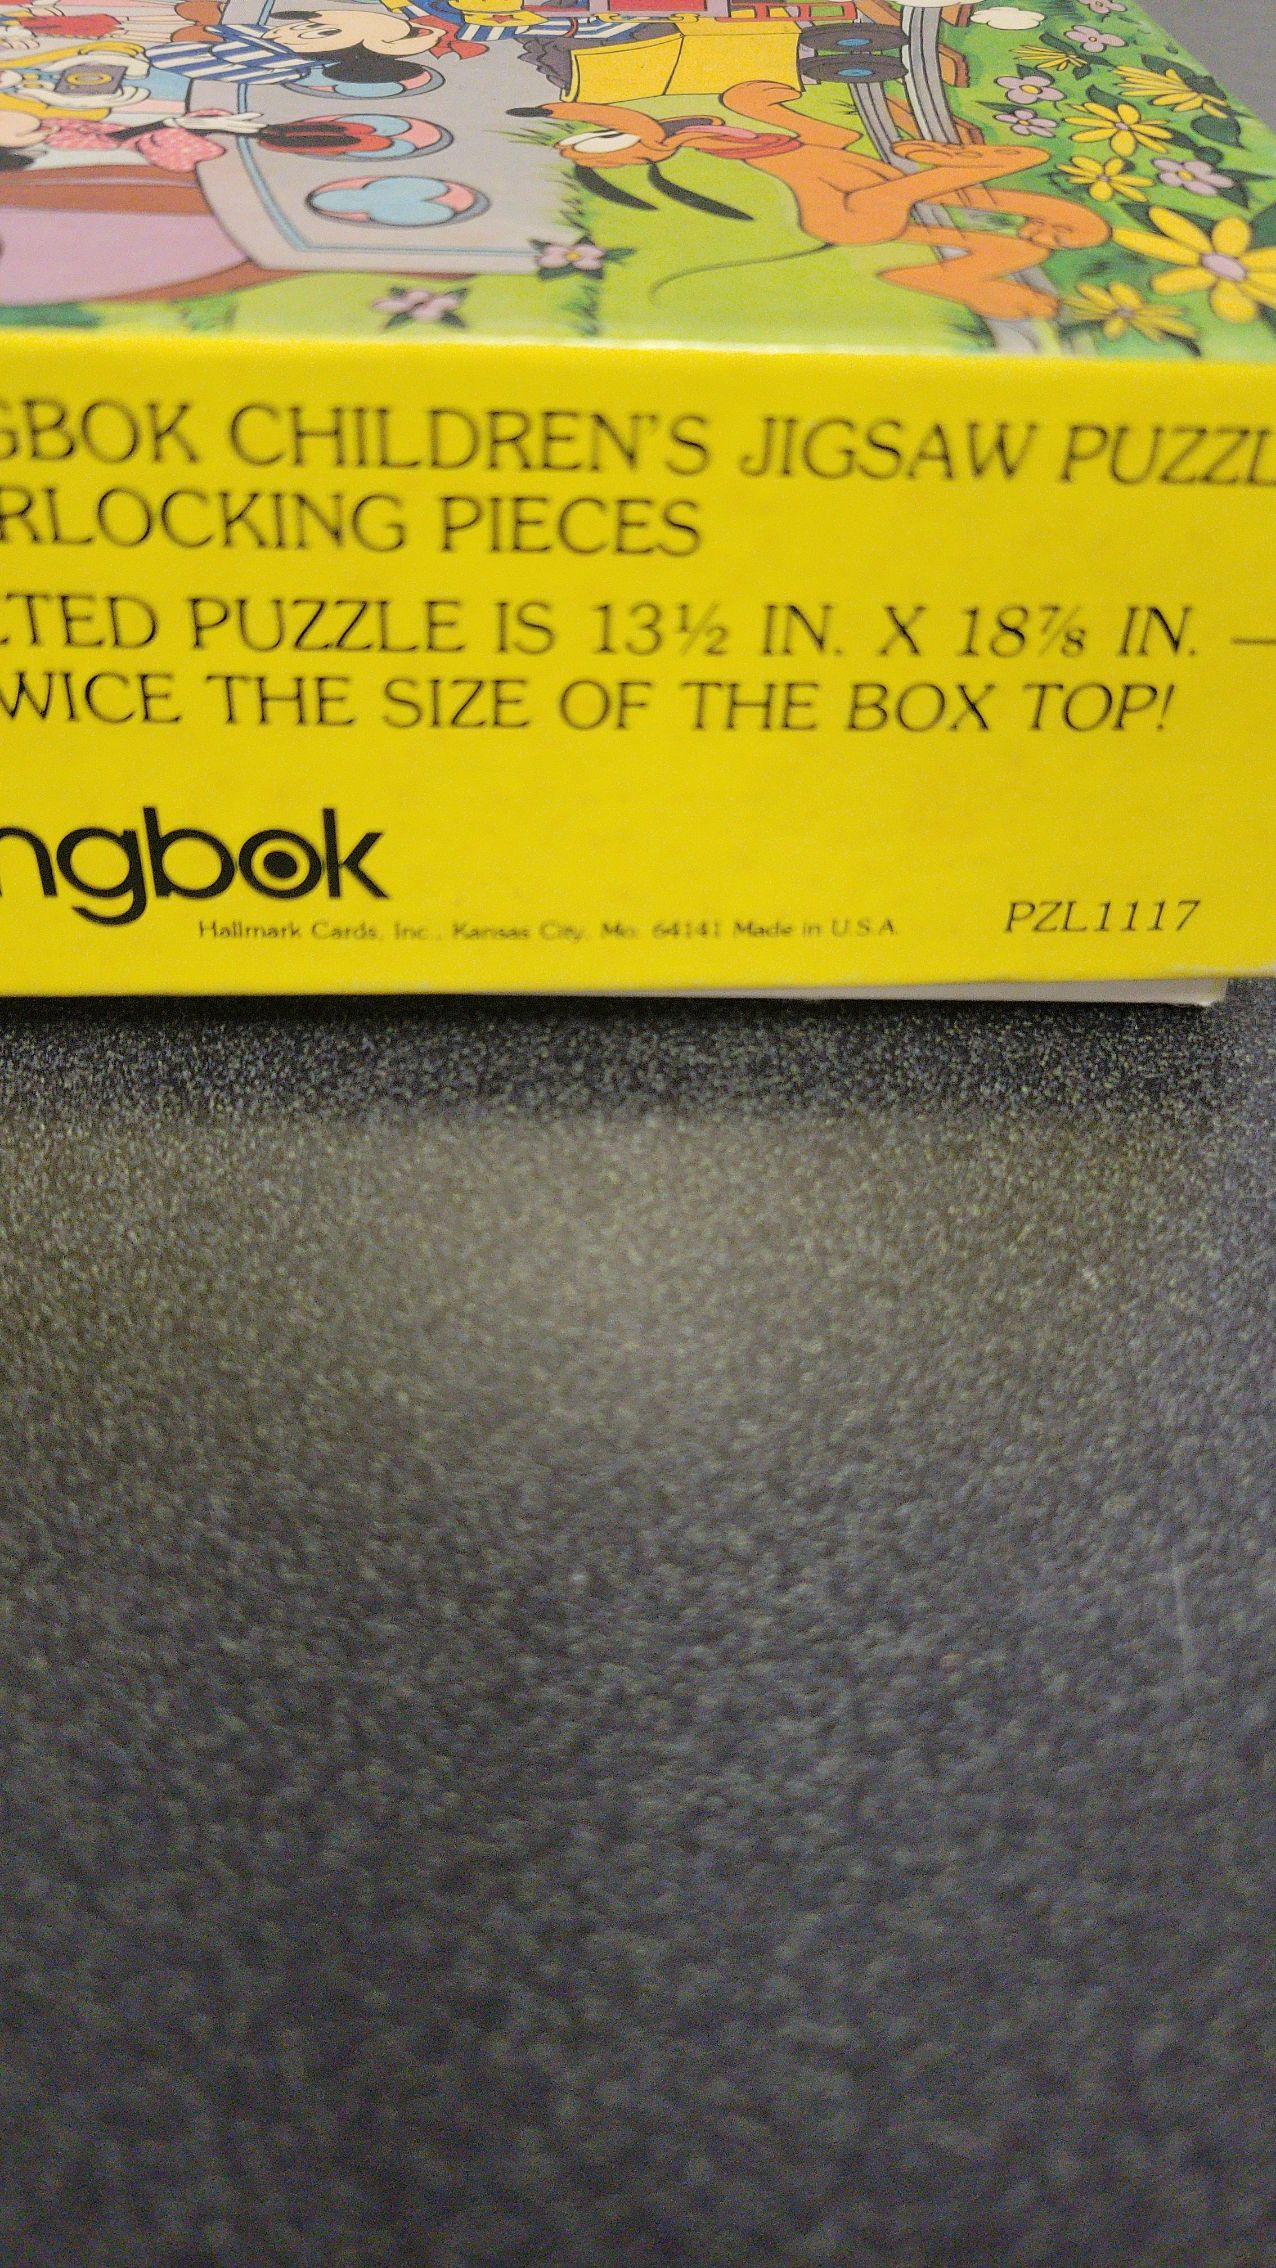 GBOK CHILDREN'S JIGSAW PUZZL
RLOCKING PIECES
TED PUZZLE IS 13½ IN. X 18⅞ IN. —
WICE THE SIZE OF THE BOX TOP!
ngbok
Hallmark Cards, Inc., Kansas City, Mo. 64141 Made in U.S.A.
PZL1117